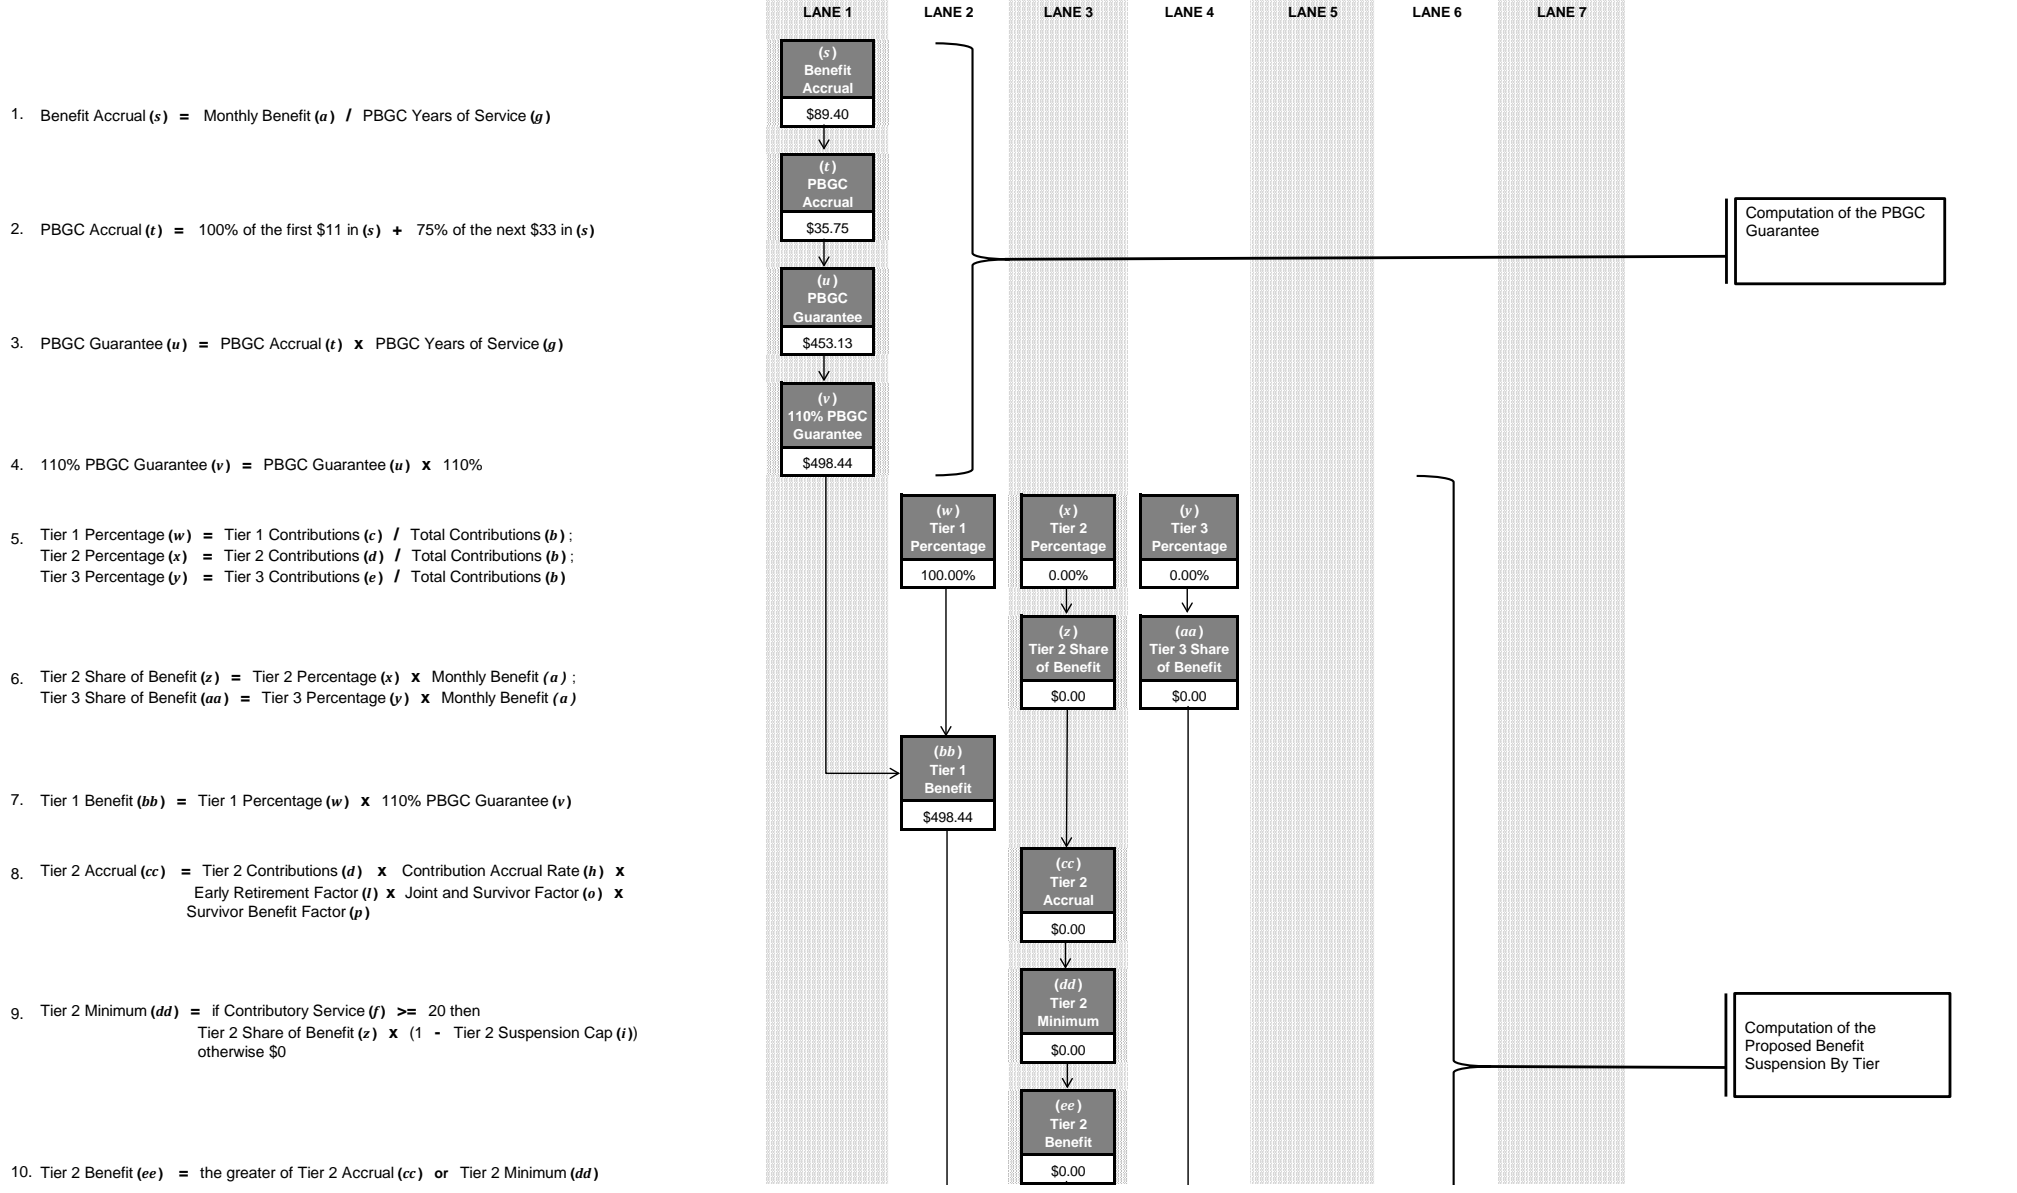 LANE 1 LANE 2 LANE 3 LANE 4 LANE 5 LANE 6 LANE 7
(s)
Benefit
Accrual
$89.40
1. Benefit Accrual (s) = Monthly Benefit (a) / PBGC Years of Service (g)
(t)
PBGC
Accrual
$35.75
2. PBGC Accrual (t) = 100% of the first $11 in (s) + 75% of the next $33 in (s)
Computation of the PBGC
Guarantee
(u)
PBGC
Guarantee
$453.13
3. PBGC Guarantee (u) = PBGC Accrual (t) x PBGC Years of Service (g)
(v)
110% PBGC
Guarantee
$498.44
4. 110% PBGC Guarantee (v) = PBGC Guarantee (u) x 110%
(w)
Tier 1
Percentage
100.00%
(x)
Tier 2
Percentage
0.00%
(y)
Tier 3
Percentage
0.00%
5. Tier 1 Percentage (w) = Tier 1 Contributions (c) / Total Contributions (b) ;
Tier 2 Percentage (x) = Tier 2 Contributions (d) / Total Contributions (b) ;
Tier 3 Percentage (y) = Tier 3 Contributions (e) / Total Contributions (b)
(z)
Tier 2 Share
of Benefit
$0.00
(aa)
Tier 3 Share
of Benefit
$0.00
6. Tier 2 Share of Benefit (z) = Tier 2 Percentage (x) x Monthly Benefit (a) ;
Tier 3 Share of Benefit (aa) = Tier 3 Percentage (y) x Monthly Benefit (a)
(bb)
Tier 1
Benefit
$498.44
7. Tier 1 Benefit (bb) = Tier 1 Percentage (w) x 110% PBGC Guarantee (v)
8. Tier 2 Accrual (cc) = Tier 2 Contributions (d) x Contribution Accrual Rate (h) x
Early Retirement Factor (l) x Joint and Survivor Factor (o) x
Survivor Benefit Factor (p)
(cc)
Tier 2
Accrual
$0.00
(dd)
Tier 2
Minimum
$0.00
9. Tier 2 Minimum (dd) = if Contributory Service (f) >= 20 then
Tier 2 Share of Benefit (z) x (1 - Tier 2 Suspension Cap (i))
otherwise $0
Computation of the
Proposed Benefit
Suspension By Tier
(ee)
Tier 2
Benefit
$0.00
10. Tier 2 Benefit (ee) = the greater of Tier 2 Accrual (cc) or Tier 2 Minimum (dd)